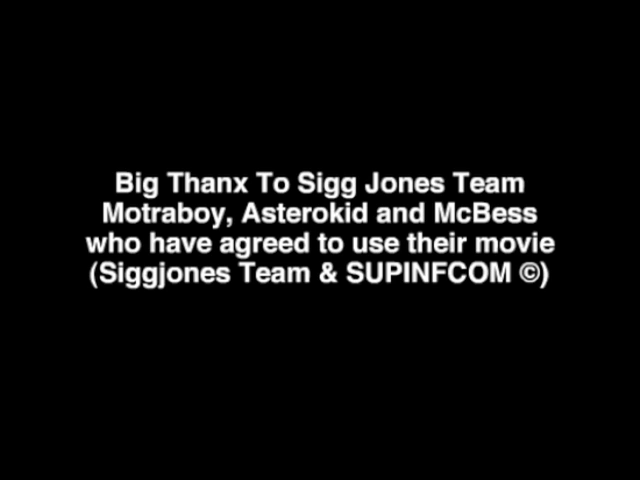 Big Thanx To Sigg Jones Team
Motraboy, Asterokid and McBess
who have agreed to use their movie
(Siggjones Team & SUPINFCOM ©)